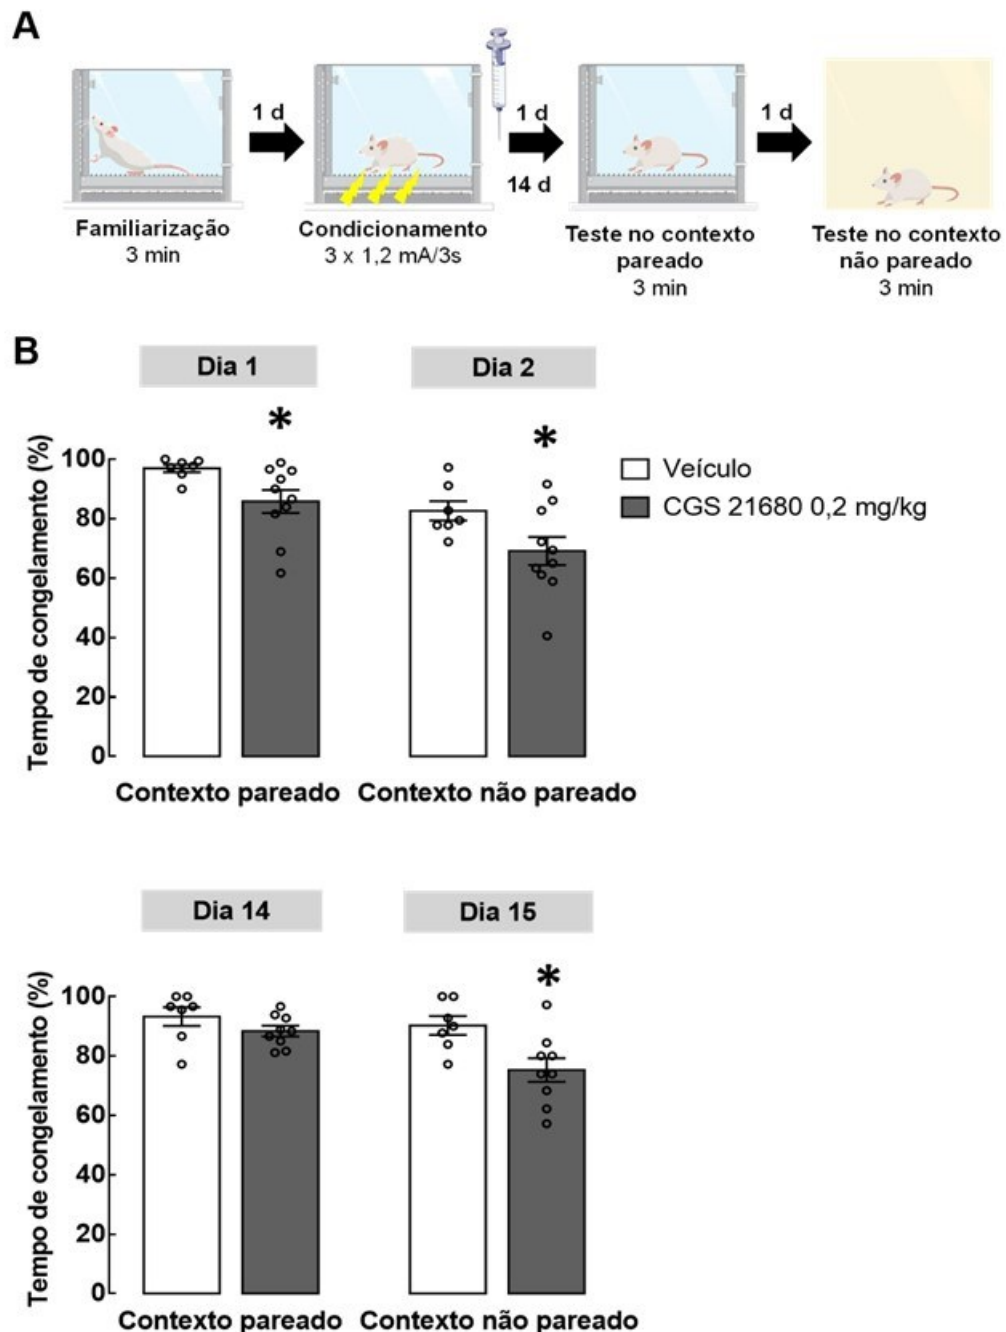 A
1 d
1 d
14 d
1 d
Familiarização
3 min
Condicionamento
3 x 1,2 mA/3s
Teste no contexto
pareado
3 min
Teste no contexto
não pareado
3 min
B
Dia 1
Dia 2
*
*
Tempo de congelamento (%)
100
80
60
40
20
0
Veículo
CGS 21680 0,2 mg/kg
Contexto pareado
Contexto não pareado
Dia 14
Dia 15
*
Tempo de congelamento (%)
100
80
60
40
20
0
Contexto pareado
Contexto não pareado